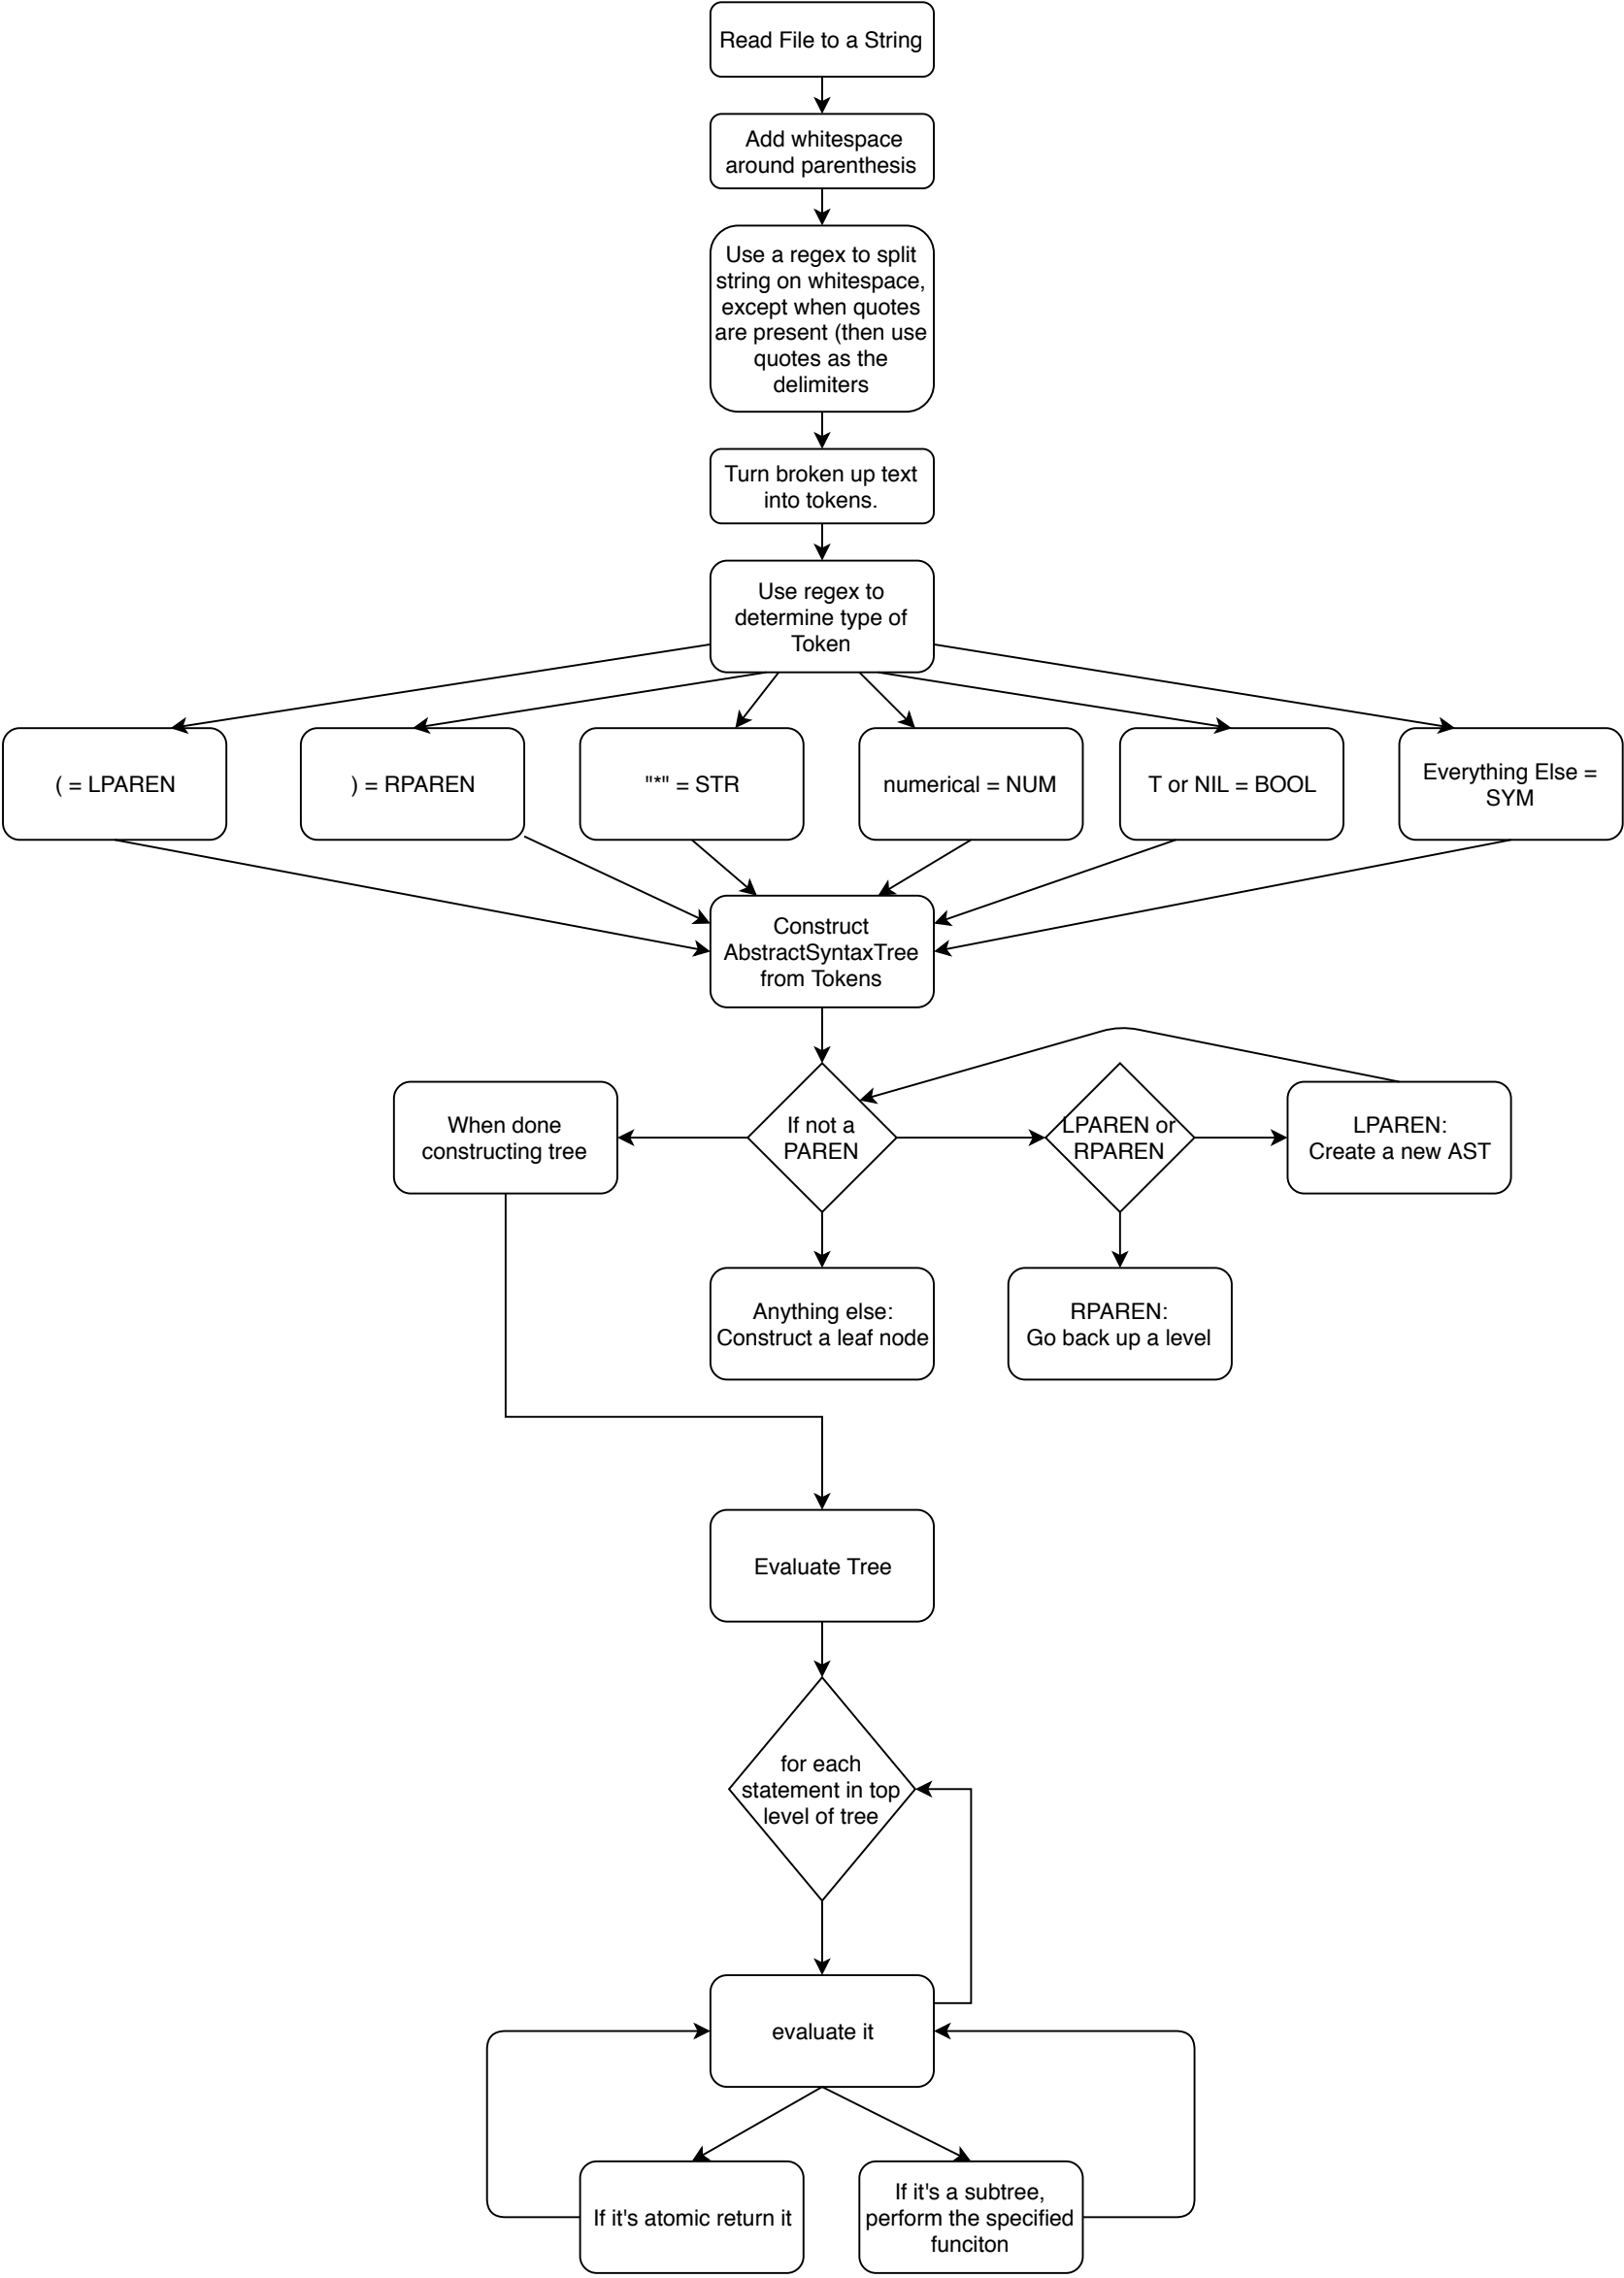 Read File to a String
Add whitespace
around parenthesis
Use a regex to split
string on whitespace,
except when quotes
are present (then use
quotes as the
delimiters
Turn broken up text
into tokens.
Use regex to
determine type of
Token
( = LPAREN
) = RPAREN
"*" = STR
numerical = NUM
T or NIL = BOOL
Everything Else =
SYM
Construct
AbstractSyntaxTree
from Tokens
When done
constructing tree
If not a
PAREN
LPAREN or
RPAREN
LPAREN:
Create a new AST
Anything else:
Construct a leaf node
RPAREN:
Go back up a level
Evaluate Tree
for each
statement in top
level of tree
evaluate it
If it's atomic return it
If it's a subtree,
perform the specified
funciton